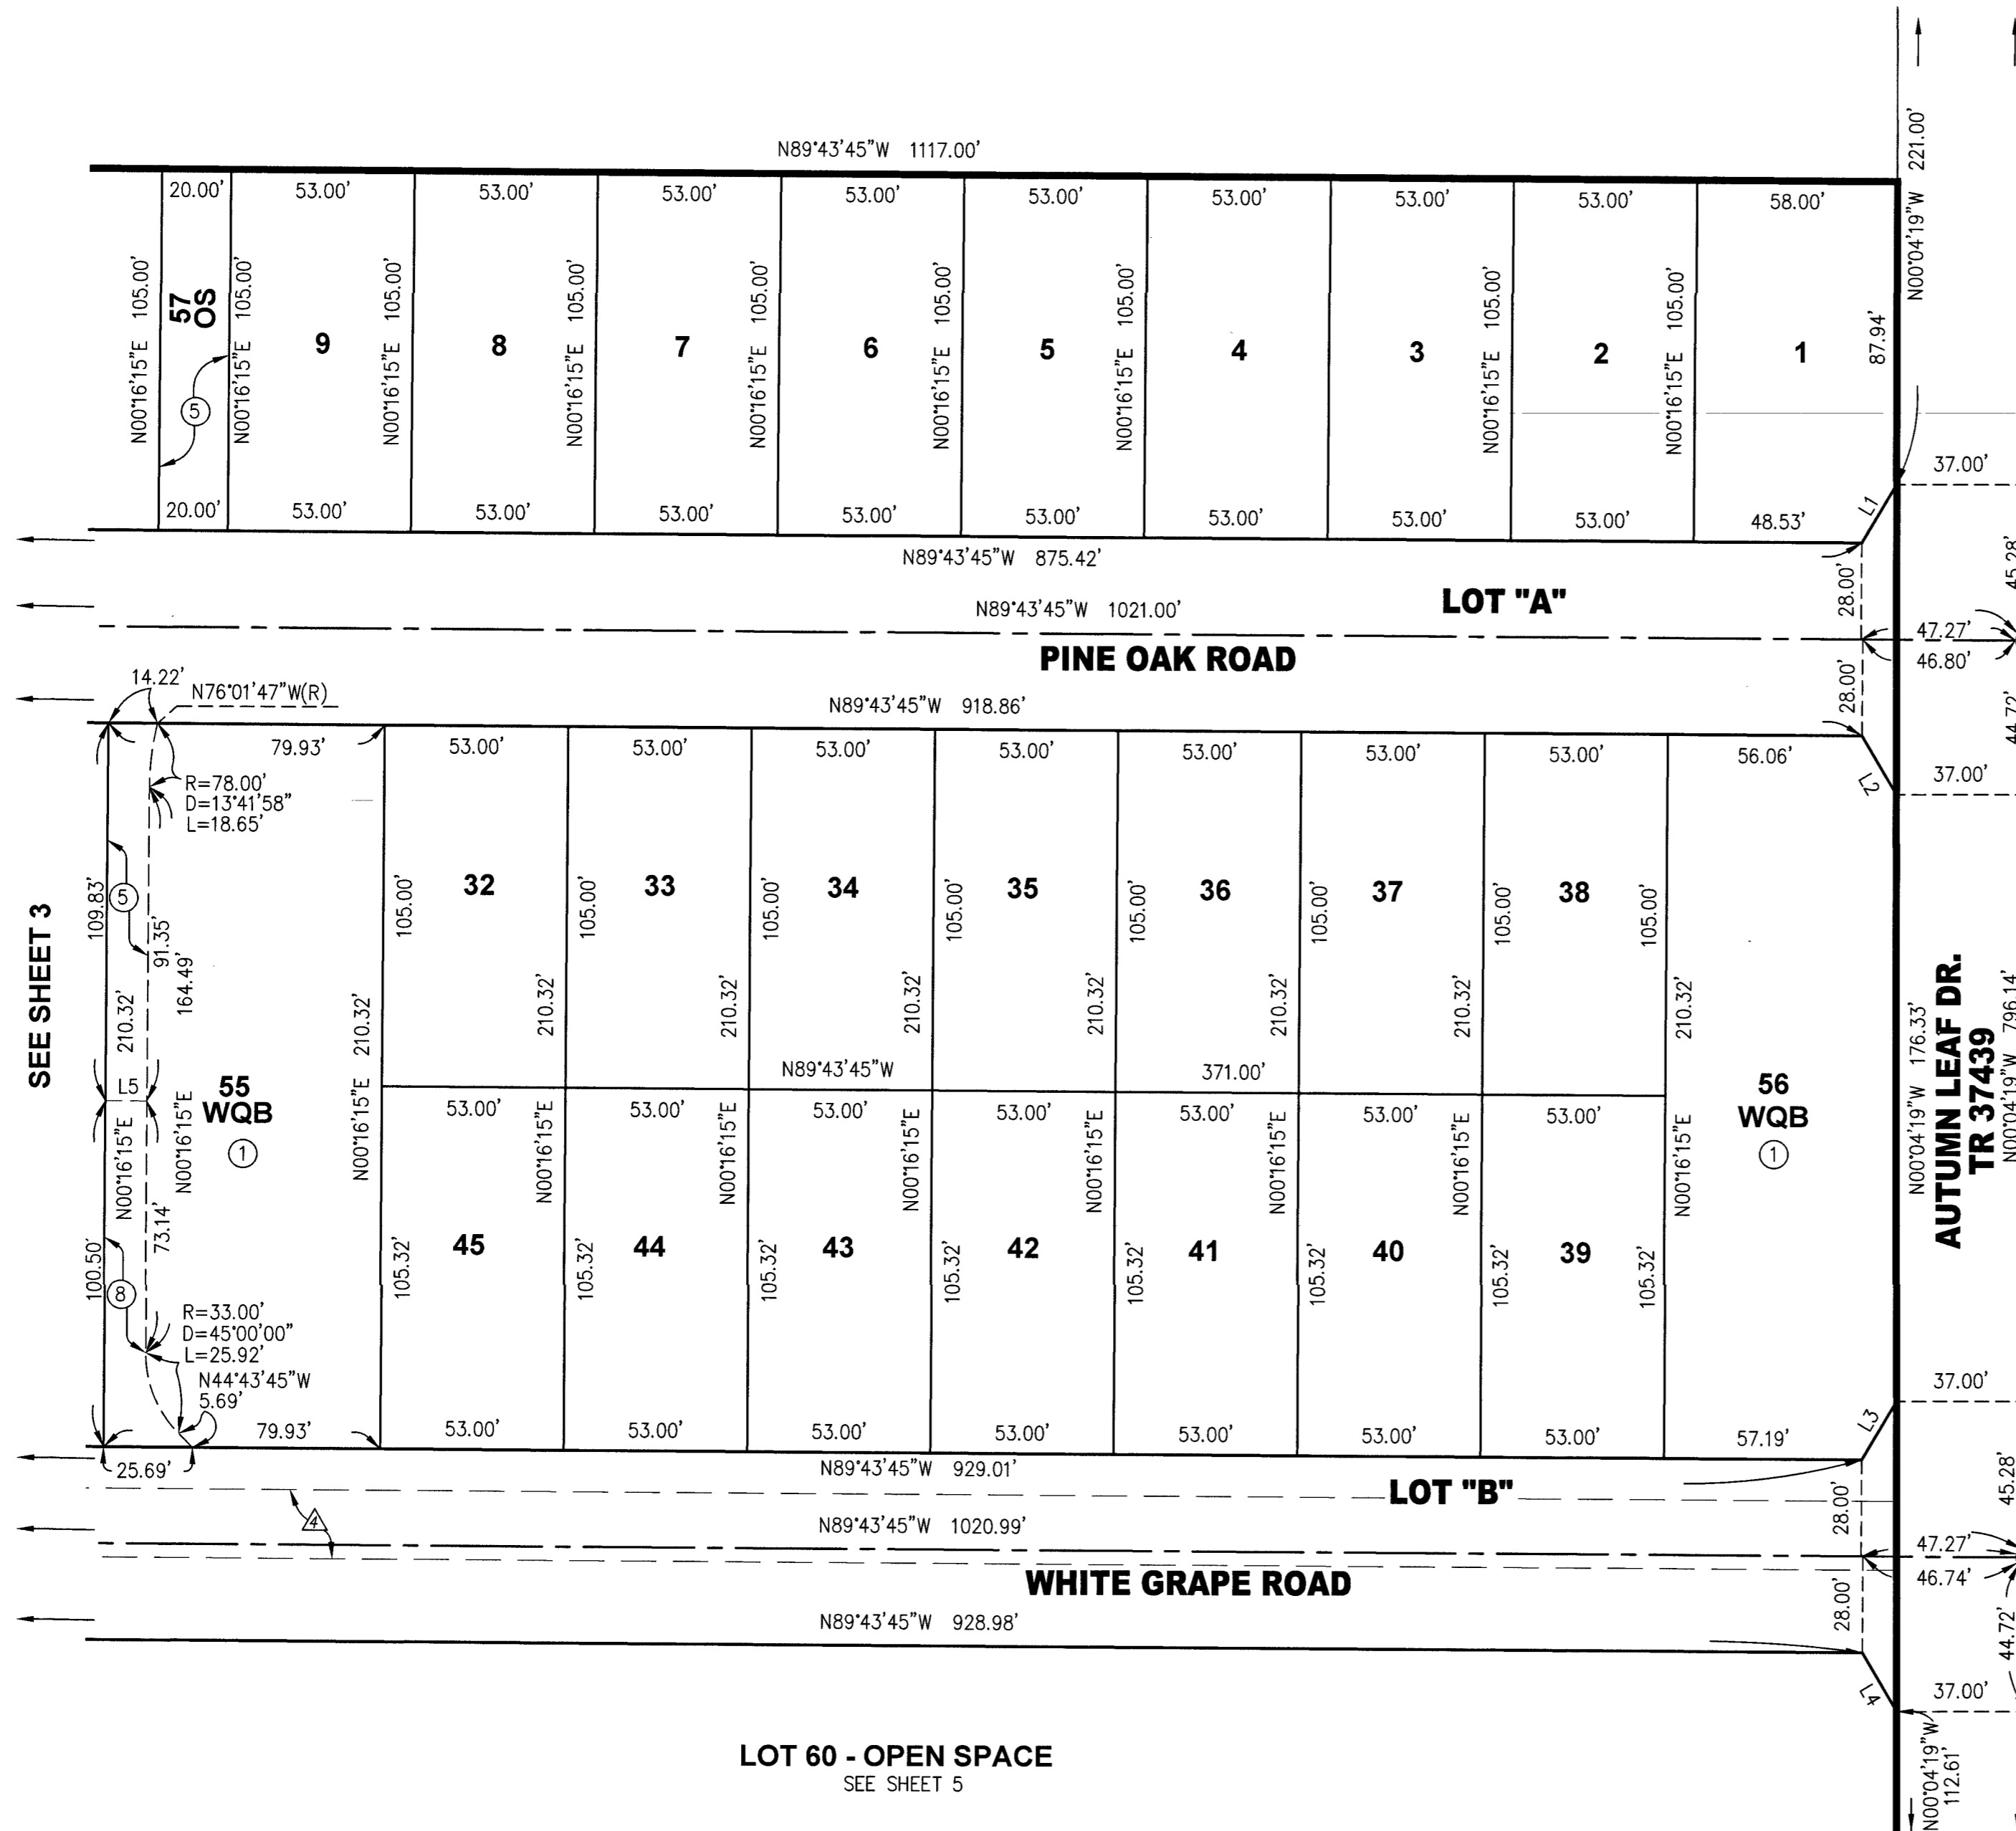 N89°43'45"W 1117.00'
221.00'
N00°04'19"W
20.00' 53.00' 53.00' 53.00' 53.00' 53.00' 53.00' 53.00' 53.00' 58.00'
N00°16'15"E 105.00'
57
OS
5
N00°16'15"E 105.00'
9
N00°16'15"E 105.00'
8
N00°16'15"E 105.00'
7
N00°16'15"E 105.00'
6
N00°16'15"E 105.00'
5
N00°16'15"E 105.00'
4
3
N00°16'15"E 105.00'
2
N00°16'15"E 105.00'
1
87.94'
37.00'
L1
20.00' 53.00' 53.00' 53.00' 53.00' 53.00' 53.00' 53.00' 53.00' 48.53'
N89°43'45"W 875.42'
28.00'
45.28'
LOT "A"
N89°43'45"W 1021.00'
47.27'
PINE OAK ROAD
46.80'
14.22'
N76°01'47"W(R)
N89°43'45"W 918.86'
28.00'
44.72'
79.93' 53.00' 53.00' 53.00' 53.00' 53.00' 53.00' 53.00' 56.06'
L2
37.00'
R=78.00'
D=13°41'58"
L=18.65'
SEE SHEET 3
109.83'
5
91.35'
164.49'
210.32'
105.00'
32
105.00'
33
105.00'
34
105.00'
35
105.00'
36
105.00'
37
105.00'
38
105.00'
210.32'
210.32'
210.32'
210.32'
210.32'
210.32'
210.32'
210.32'
N89°43'45"W 371.00'
L5
55
WQB
1
56
WQB
1
N00°04'19"W 176.33'
AUTUMN LEAF DR.
TR 37439
N00°04'19"W 796.14'
53.00' 53.00' 53.00' 53.00' 53.00' 53.00' 53.00'
N00°16'15"E
N00°16'15"E
N00°16'15"E
N00°16'15"E
N00°16'15"E
N00°16'15"E
N00°16'15"E
N00°16'15"E
N00°16'15"E
N00°16'15"E
73.14'
100.50'
8
105.32'
45
105.32'
44
105.32'
43
105.32'
42
105.32'
41
105.32'
40
105.32'
39
105.32'
R=33.00'
D=45°00'00"
L=25.92'
N44°43'45"W
5.69'
37.00'
L3
79.93' 53.00' 53.00' 53.00' 53.00' 53.00' 53.00' 53.00' 57.19'
25.69'
N89°43'45"W 929.01'
LOT "B"
28.00'
45.28'
4
N89°43'45"W 1020.99'
47.27'
WHITE GRAPE ROAD
46.74'
28.00'
44.72'
N89°43'45"W 928.98'
L4
37.00'
N00°04'19"W
112.61'
LOT 60 - OPEN SPACE
SEE SHEET 5